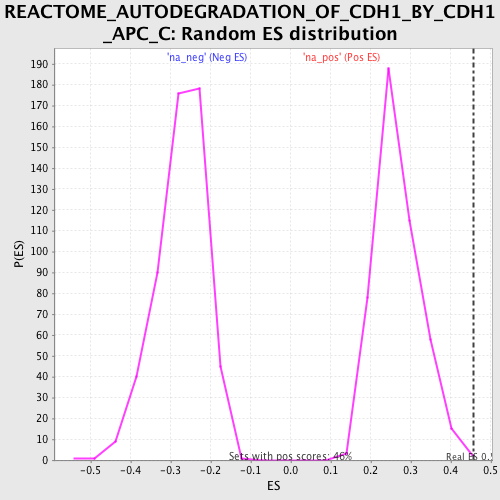 REACTOME_AUTODEGRADATION_OF_CDH1_BY_CDH1
_APC_C: Random ES distribution
'na_neg' (Neg ES) 'na_pos' (Pos ES)
190
180
170
160
150
140
130
120
110
100
90
80
70
60
50
40
30
20
10
0
P(ES)
Sets with pos scores: 46%
Real ES 0.
-0.5 -0.4 -0.3 -0.2 -0.1 0.0 0.1 0.2 0.3 0.4 0.5
ES